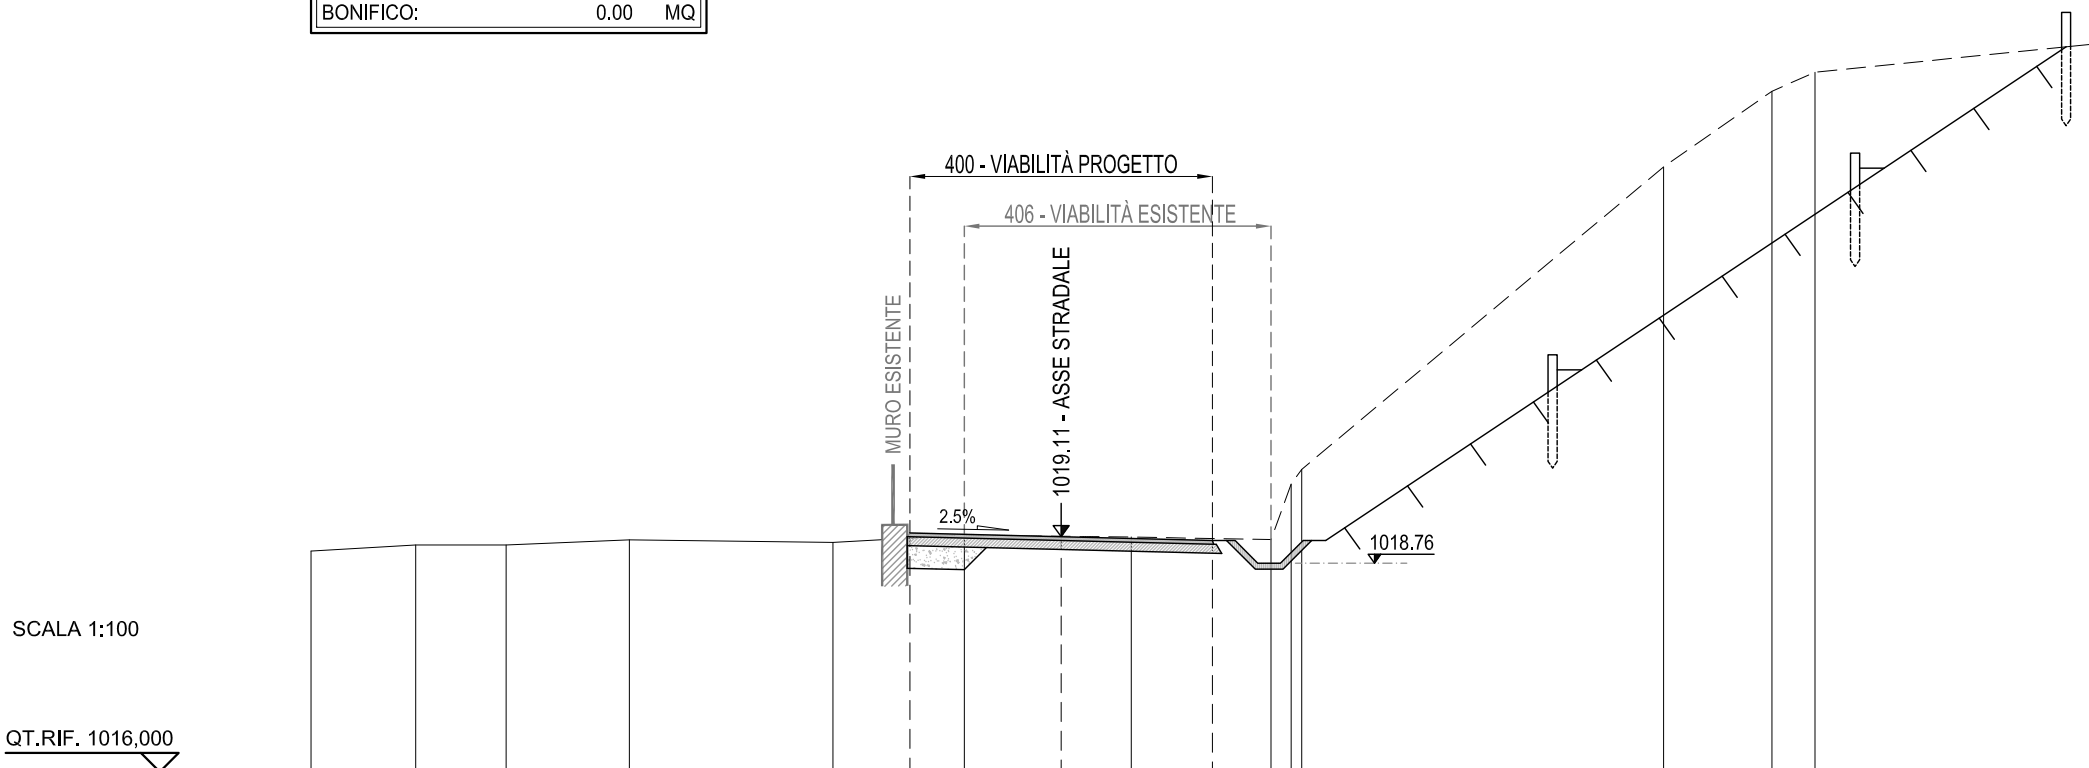 BONIFICO: 0.00 MQ
400 - VIABILITÀ PROGETTO
406 - VIABILITÀ ESISTENTE
MURO ESISTENTE
1019.11 - ASSE STRADALE
2.5%
1018.76
SCALA 1:100
QT.RIF. 1016,000